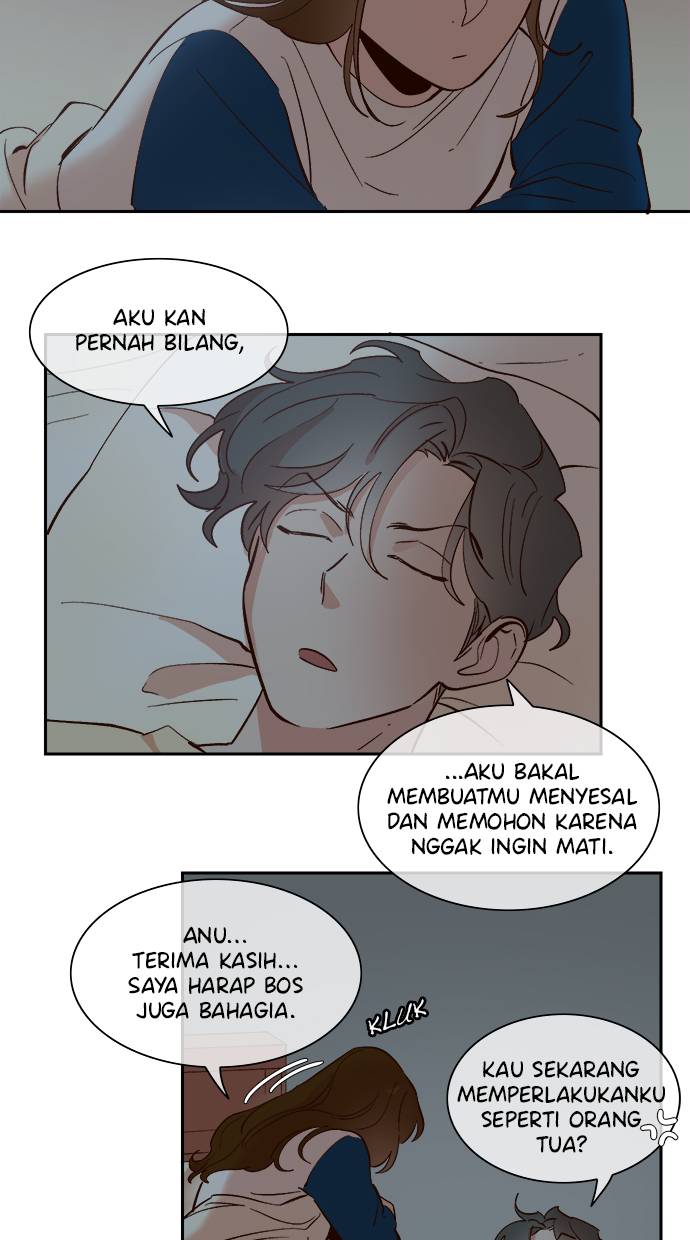 AKU KAN
PERNAH BILANG,
...AKU BAKAL
MEMBUATMU MENYESAL
DAN MEMOHON KARENA
NGGAK INGIN MATI.
ANU...
TERIMA KASIH...
SAYA HARAP BOS
JUGA BAHAGIA.
KLUK
KAU SEKARANG
MEMPERLAKUKANKU
SEPERTI ORANG
TUA?